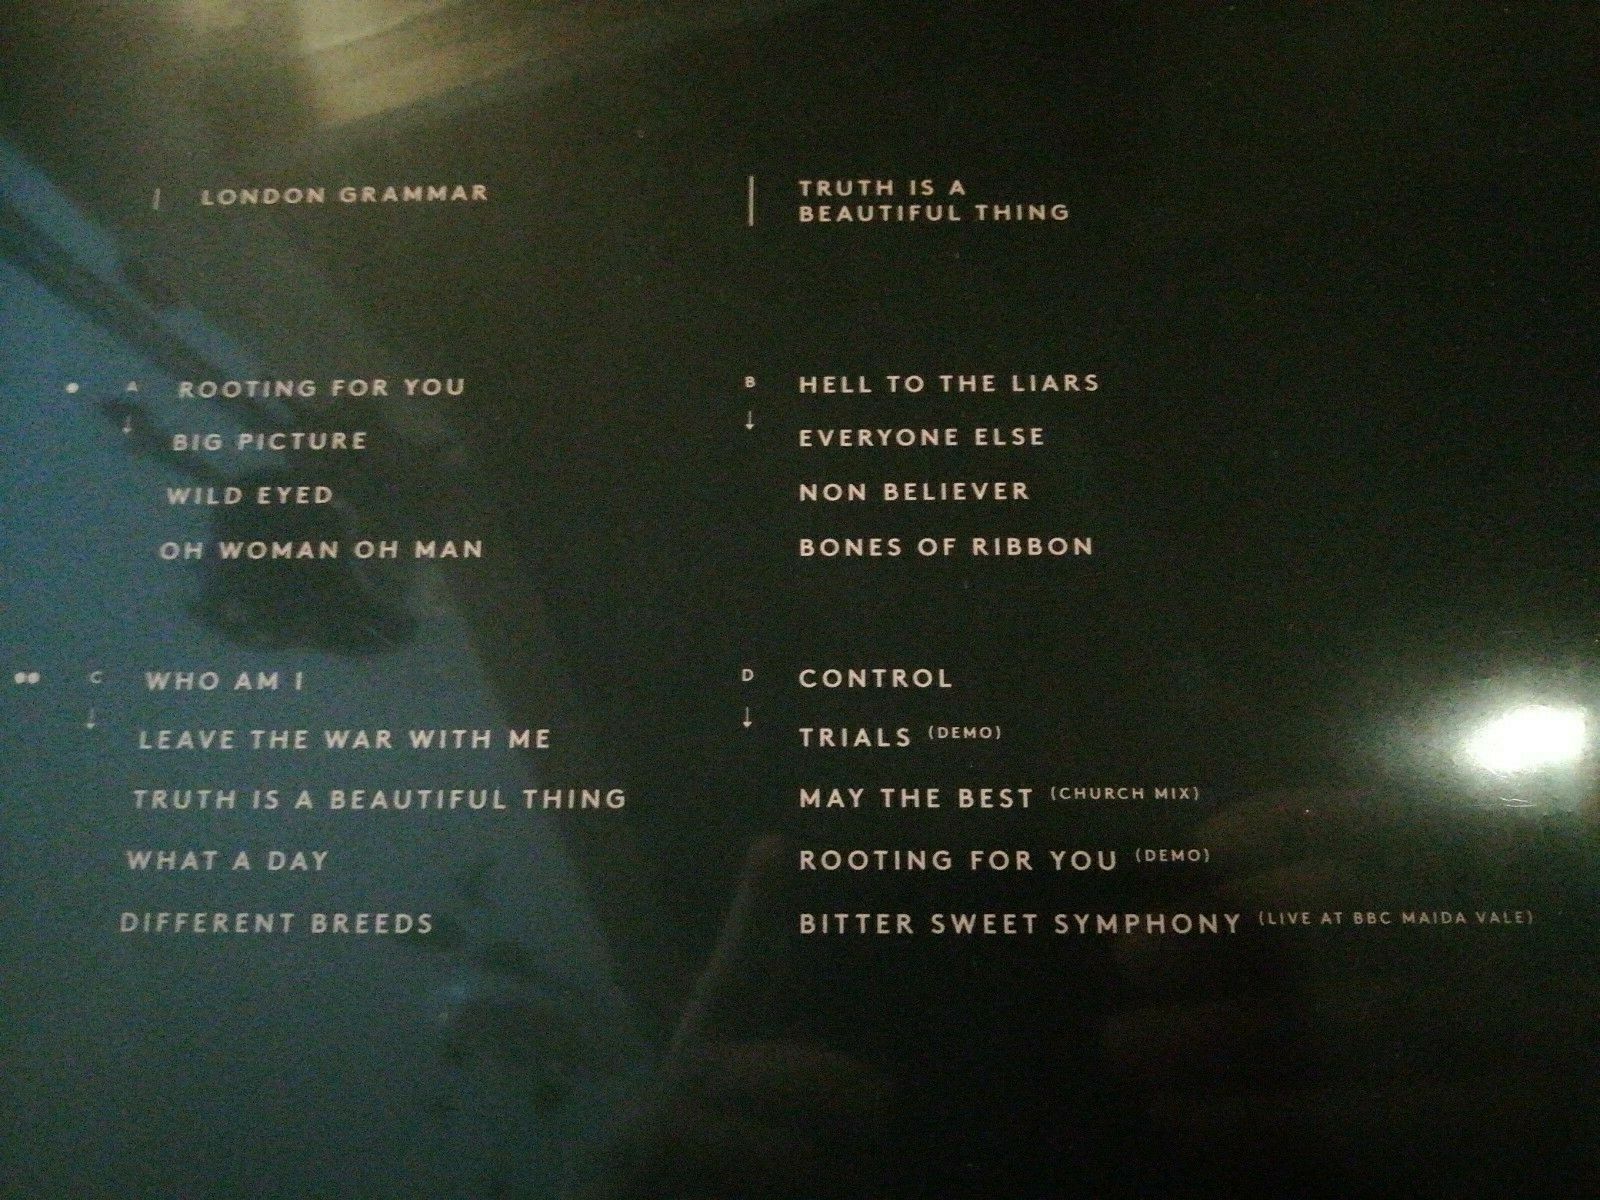 LONDON GRAMMAR
TRUTH IS A
BEAUTIFUL THING
A ROOTING FOR YOU
BIG PICTURE
WILD EYED
OH WOMAN OH MAN
B HELL TO THE LIARS
EVERYONE ELSE
NON BELIEVER
BONES OF RIBBON
C WHO AM I
LEAVE THE WAR WITH ME
TRUTH IS A BEAUTIFUL THING
WHAT A DAY
DIFFERENT BREEDS
D CONTROL
TRIALS (DEMO)
MAY THE BEST (CHURCH MIX)
ROOTING FOR YOU (DEMO)
BITTER SWEET SYMPHONY (LIVE AT BBC MAIDA VALE)